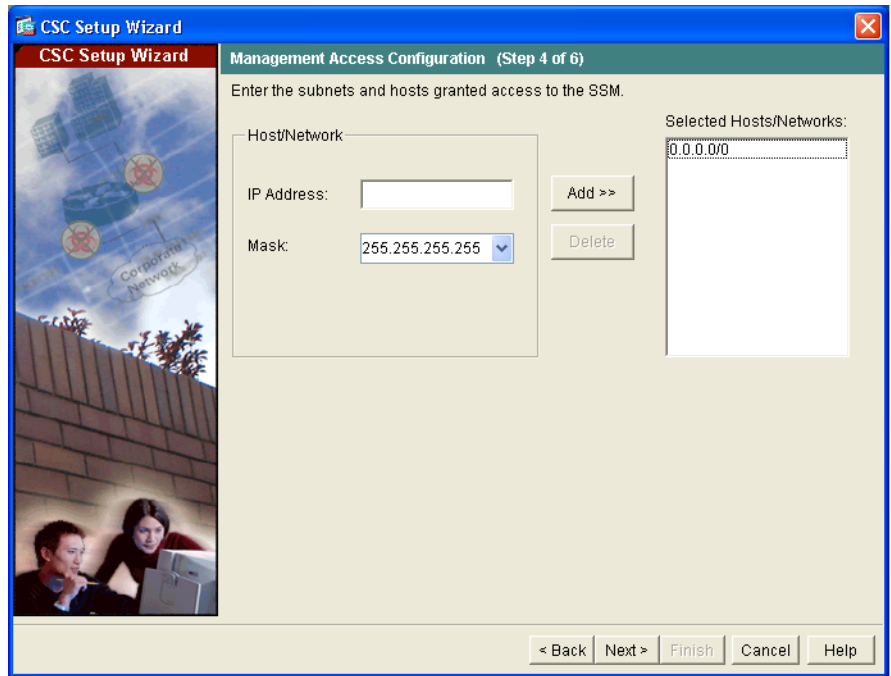 CSC Setup Wizard
CSC Setup Wizard
Management Access Configuration (Step 4 of 6)
Enter the subnets and hosts granted access to the SSM.
Selected Hosts/Networks:
Host/Network
0.0.0.0/0
IP Address:
Add >>
Mask:
255.255.255.255
Delete
Corporate
Network
< Back
Next >
Finish
Cancel
Help